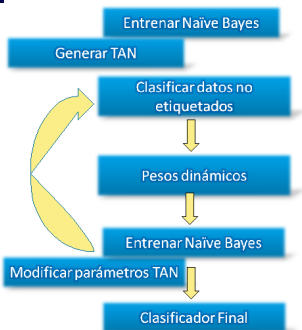 Entrenar Naïve Bayes
Generar TAN
Clasificar datos no
etiquetados
Pesos dinámicos
Entrenar Naïve Bayes
Modificar parámetros TAN
Clasificador Final